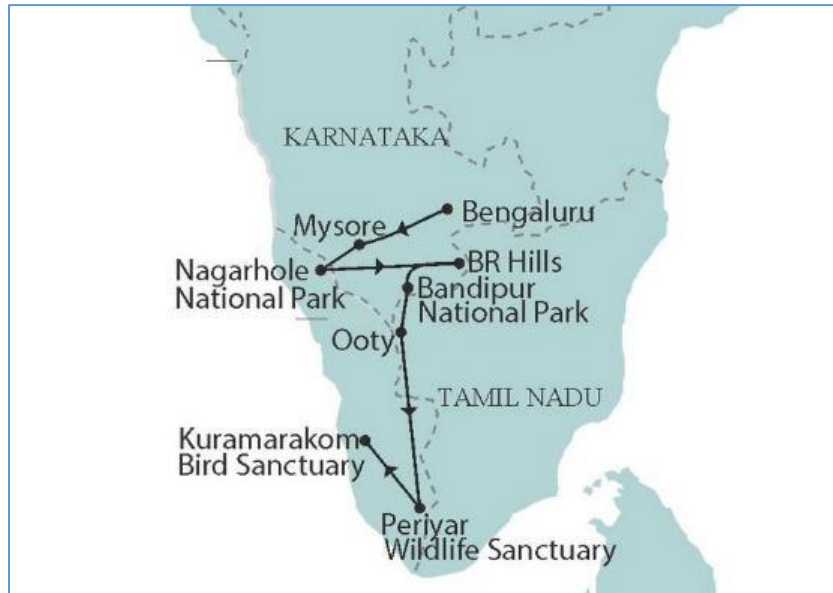 KARNATAKA
Bengaluru
Mysore
Nagarhole
National Park
BR Hills
Bandipur
National Park
Ooty
TAMIL NADU
Kuramarakom
Bird Sanctuary
Periyar
Wildlife Sanctuary